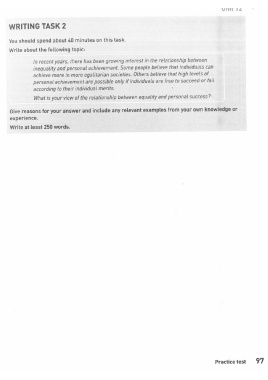 WRITING TASK 2
You should spend about 40 minutes on this task.
Write about the following topic:
In recent years, there has been growing interest in the relationship between
inequality and personal achievement. Some people believe that individuals can
achieve more in more egalitarian societies. Others believe that high levels of
personal achievement are possible only if individuals are free to succeed or fail
according to their individual merits.
What is your view of the relationship between equality and personal success?
Give reasons for your answer and include any relevant examples from your own knowledge or
experience.
Write at least 250 words.
Practice test 97